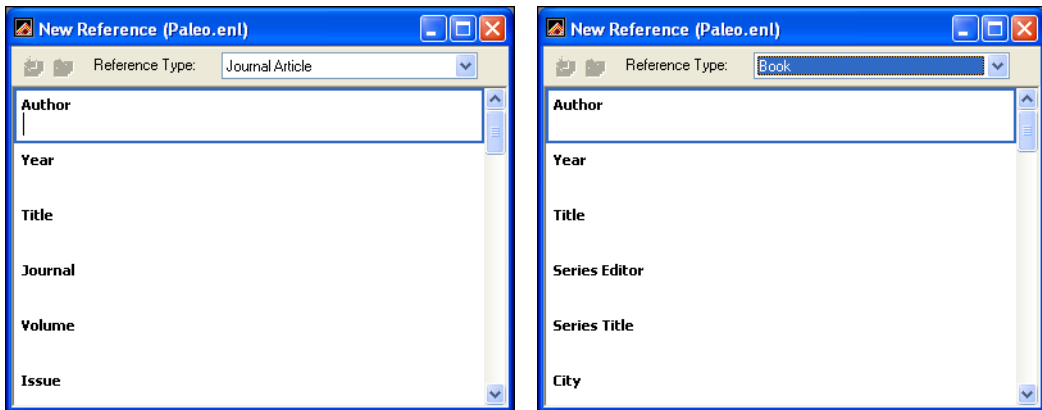 New Reference (Paleo.enl)
Reference Type: Journal Article
Author
Year
Title
Journal
Volume
Issue
New Reference (Paleo.enl)
Reference Type: Book
Author
Year
Title
Series Editor
Series Title
City